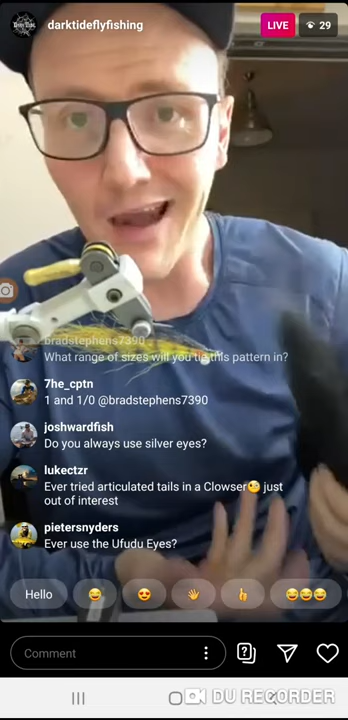 darktideflyfishing
LIVE
29
bradstephens7390
What range of sizes will you tie this pattern in?
7he_cptn
1 and 1/0 @bradstephens7390
joshwardfish
Do you always use silver eyes?
lukectzr
Ever tried articulated tails in a Clowser🧐 just
out of interest
pietersnyders
Ever use the Ufudu Eyes?
Hello
Comment
DU RECORDER